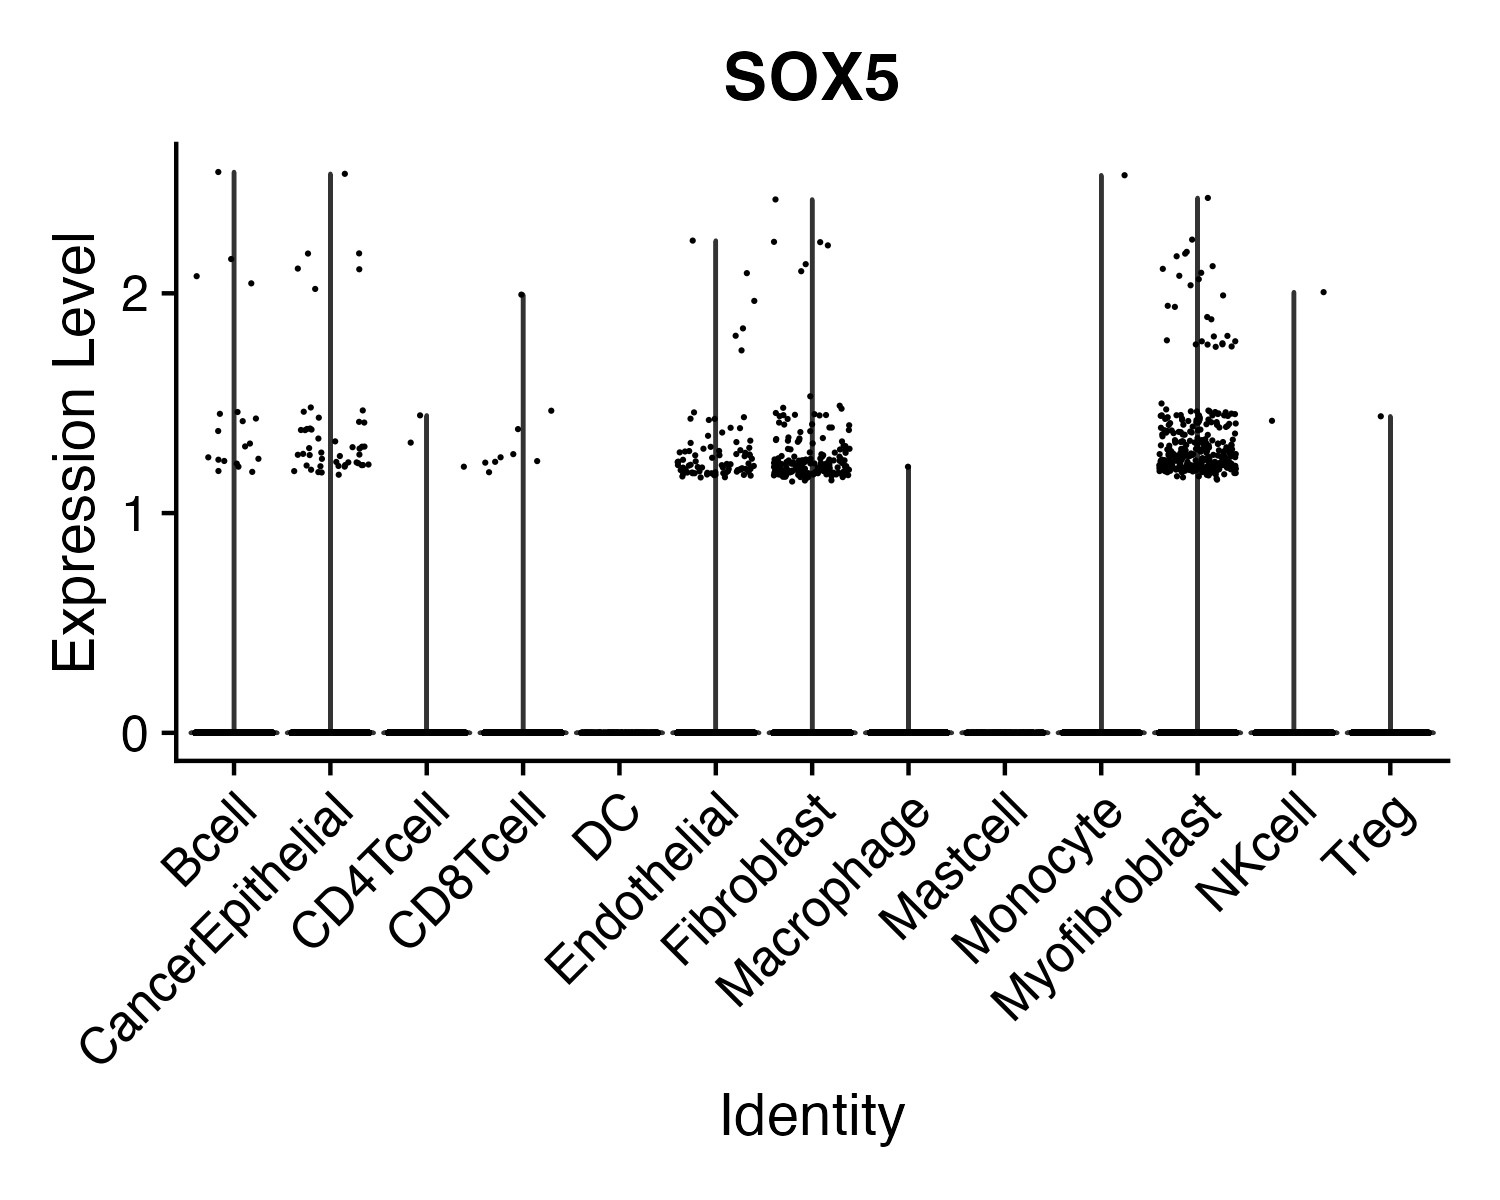 SOX5
Expression Level
2
1
0
Bcell
CancerEpithelial
CD4Tcell
CD8Tcell
DC
Endothelial
Fibroblast
Macrophage
Mastcell
Monocyte
Myofibroblast
NKcell
Treg
Identity